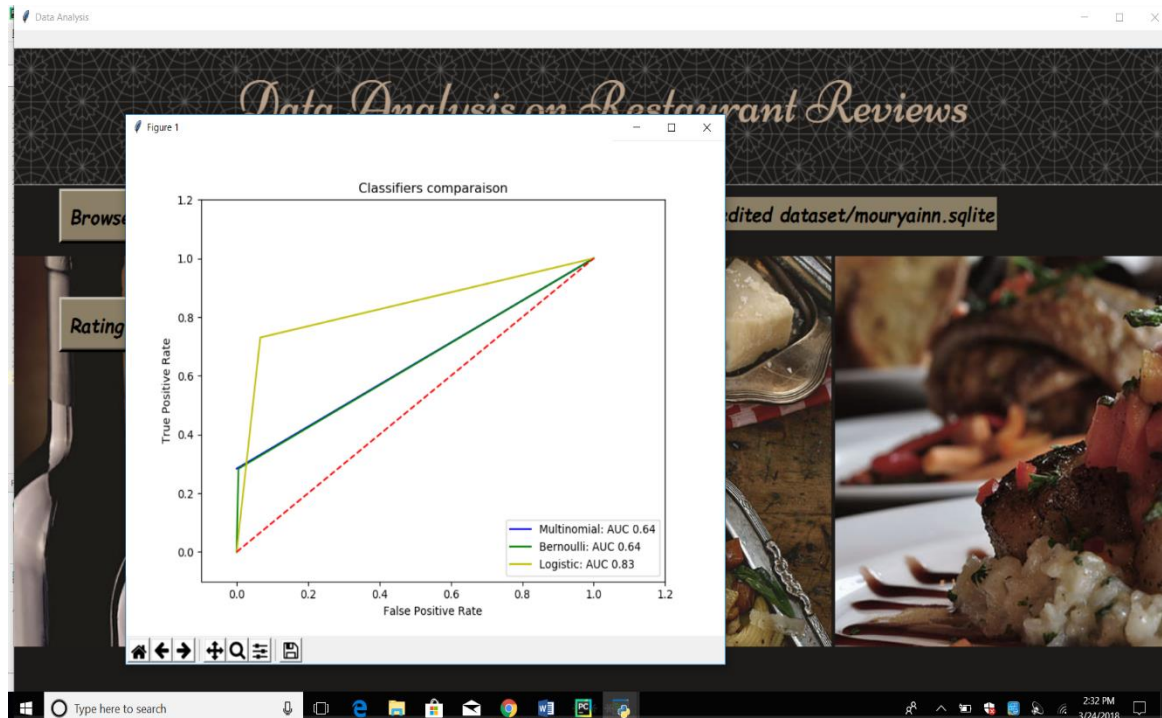 Data Analysis
Data Analysis on Restaurant Reviews
Figure 1
Classifiers comparaison
Browse
edited dataset/mouryainn.sqlite
Rating
1.2
1.0
0.8
0.6
0.4
0.2
0.0
True Positive Rate
Multinomial: AUC 0.64
Bernoulli: AUC 0.64
Logistic: AUC 0.83
0.0 0.2 0.4 0.6 0.8 1.0 1.2
False Positive Rate
Type here to search
2:32 PM
3/24/2018